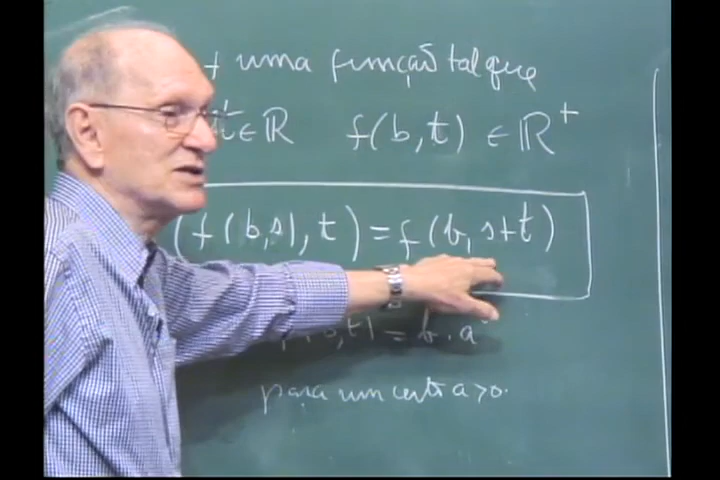 uma função tal que
t ∈ ℝ f(b,t) ∈ ℝ⁺
(f(b,s),t) = f(b, s+t)
,t) = b · a
para um certo a > 0.